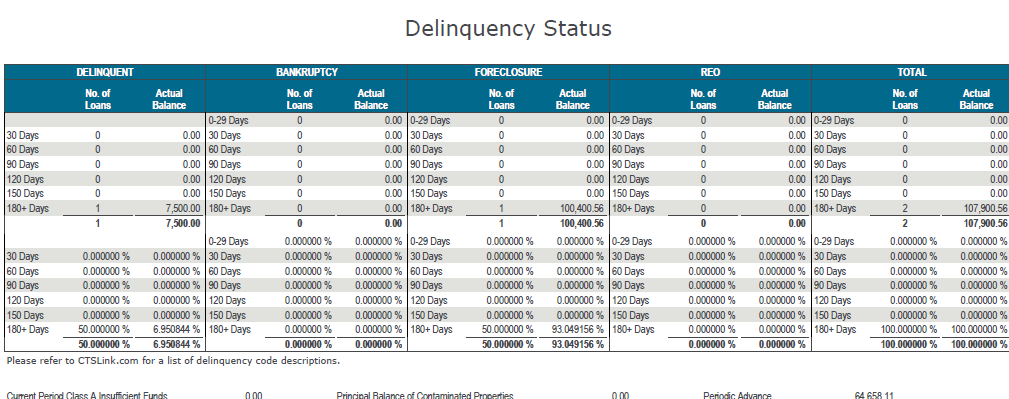 Delinquency Status
DELINQUENT BANKRUPTCY FORECLOSURE REO TOTAL
No. of Loans Actual Balance No. of Loans Actual Balance No. of Loans Actual Balance No. of Loans Actual Balance No. of Loans Actual Balance
0-29 Days 0 0.00 0-29 Days 0 0.00 0-29 Days 0 0.00 0-29 Days 0 0.00
30 Days 0 0.00 30 Days 0 0.00 30 Days 0 0.00 30 Days 0 0.00 30 Days 0 0.00
60 Days 0 0.00 60 Days 0 0.00 60 Days 0 0.00 60 Days 0 0.00 60 Days 0 0.00
90 Days 0 0.00 90 Days 0 0.00 90 Days 0 0.00 90 Days 0 0.00 90 Days 0 0.00
120 Days 0 0.00 120 Days 0 0.00 120 Days 0 0.00 120 Days 0 0.00 120 Days 0 0.00
150 Days 0 0.00 150 Days 0 0.00 150 Days 0 0.00 150 Days 0 0.00 150 Days 0 0.00
180+ Days 1 7,500.00 180+ Days 0 0.00 180+ Days 1 100,400.56 180+ Days 0 0.00 180+ Days 2 107,900.56
1 7,500.00 0 0.00 1 100,400.56 0 0.00 2 107,900.56
0-29 Days 0.000000 % 0.000000 % 0-29 Days 0.000000 % 0.000000 % 0-29 Days 0.000000 % 0.000000 % 0-29 Days 0.000000 % 0.000000 %
30 Days 0.000000 % 0.000000 % 30 Days 0.000000 % 0.000000 % 30 Days 0.000000 % 0.000000 % 30 Days 0.000000 % 0.000000 % 30 Days 0.000000 % 0.000000 %
60 Days 0.000000 % 0.000000 % 60 Days 0.000000 % 0.000000 % 60 Days 0.000000 % 0.000000 % 60 Days 0.000000 % 0.000000 % 60 Days 0.000000 % 0.000000 %
90 Days 0.000000 % 0.000000 % 90 Days 0.000000 % 0.000000 % 90 Days 0.000000 % 0.000000 % 90 Days 0.000000 % 0.000000 % 90 Days 0.000000 % 0.000000 %
120 Days 0.000000 % 0.000000 % 120 Days 0.000000 % 0.000000 % 120 Days 0.000000 % 0.000000 % 120 Days 0.000000 % 0.000000 % 120 Days 0.000000 % 0.000000 %
150 Days 0.000000 % 0.000000 % 150 Days 0.000000 % 0.000000 % 150 Days 0.000000 % 0.000000 % 150 Days 0.000000 % 0.000000 % 150 Days 0.000000 % 0.000000 %
180+ Days 50.000000 % 6.950844 % 180+ Days 0.000000 % 0.000000 % 180+ Days 50.000000 % 93.049156 % 180+ Days 0.000000 % 0.000000 % 180+ Days 100.000000 % 100.000000 %
50.000000 % 6.950844 % 0.000000 % 0.000000 % 50.000000 % 93.049156 % 0.000000 % 0.000000 % 100.000000 % 100.000000 %
Please refer to CTSLink.com for a list of delinquency code descriptions.
Current Period Class A Insufficient Funds 0.00 Principal Balance of Contaminated Properties 0.00 Periodic Advance 64,658.11